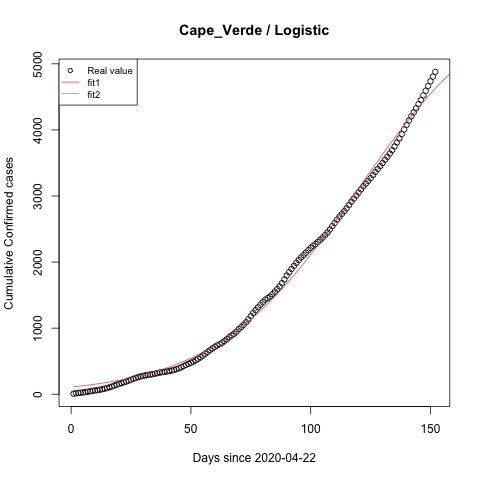 Cape_Verde / Logistic
Real value
fit1
fit2
5000
4000
3000
2000
1000
0
Cumulative Confirmed cases
0 50 100 150
Days since 2020-04-22